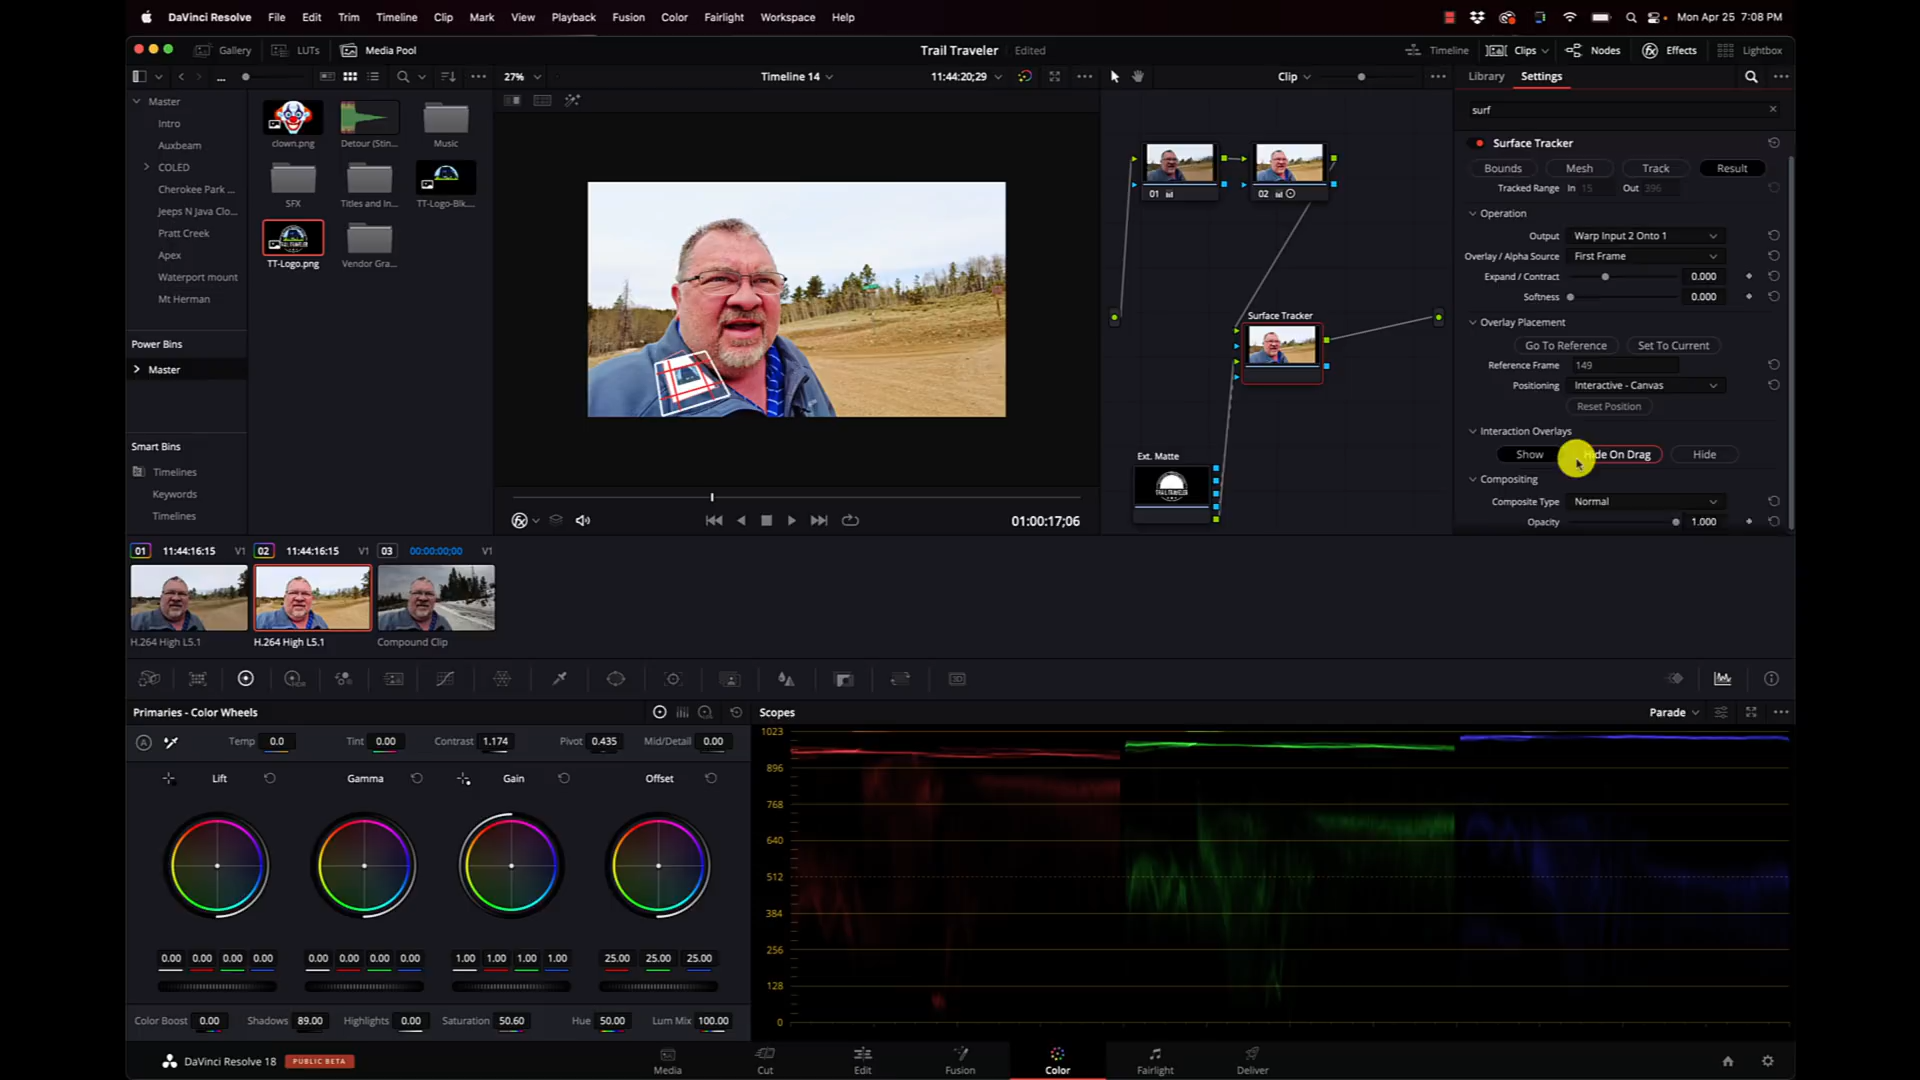 DaVinci Resolve File Edit Trim Timeline Clip Mark View Playback Fusion Color Fairlight Workspace Help Mon Apr 25 7:08 PM
Gallery LUTs Media Pool Trail Traveler Edited Timeline Clips Nodes Effects Lightbox
27% Timeline 14 11:44:20;29 Clip Library Settings
surf
Master
Intro
Auxbeam
COLED
Cherokee Park ...
Jeeps N Java Clo...
Pratt Creek
Apex
Waterport mount
Mt Herman
Power Bins
Master
Smart Bins
Timelines
Keywords
Timelines
clown.png Detour (Stin... Music
SFX Titles and In... TT-Logo-Blk....
TT-Logo.png Vendor Gra...
01:00:17;06
01 02
Surface Tracker
Ext. Matte
TRAIL TRAVELER
Surface Tracker
Bounds Mesh Track Result
Tracked Range In 15 Out 396
Operation
Output Warp Input 2 Onto 1
Overlay / Alpha Source First Frame
Expand / Contract 0.000
Softness 0.000
Overlay Placement
Go To Reference Set To Current
Reference Frame 149
Positioning Interactive - Canvas
Reset Position
Interaction Overlays
Show Hide On Drag Hide
Compositing
Composite Type Normal
Opacity 1.000
01 11:44:16:15 V1 02 11:44:16:15 V1 03 00:00:00;00 V1
H.264 High L5.1 H.264 High L5.1 Compound Clip
Primaries - Color Wheels
Temp 0.0 Tint 0.00 Contrast 1.174 Pivot 0.435 Mid/Detail 0.00
Lift Gamma Gain Offset
0.00 0.00 0.00 0.00 0.00 0.00 0.00 0.00 1.00 1.00 1.00 1.00 25.00 25.00 25.00
Color Boost 0.00 Shadows 89.00 Highlights 0.00 Saturation 50.60 Hue 50.00 Lum Mix 100.00
Scopes Parade
1023
896
768
640
512
384
256
128
0
DaVinci Resolve 18 PUBLIC BETA Media Cut Edit Fusion Color Fairlight Deliver